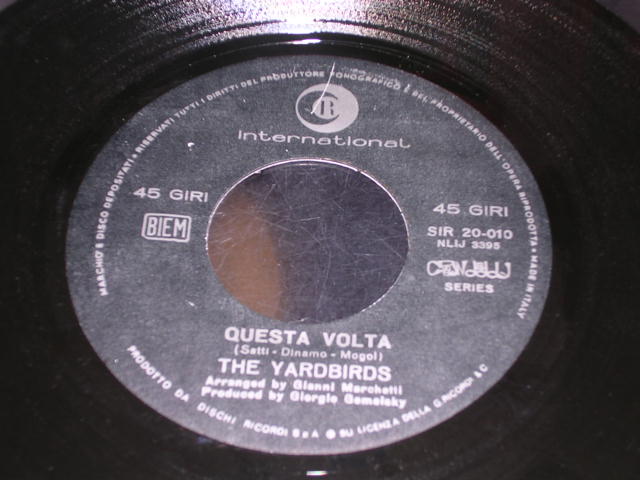 MARCHIO E DISCO DEPOSITATI • RISERVATI TUTTI I DIRITTI DEL PRODUTTORE FONOGRAFICO E DEL PROPRIETARIO DELL'OPERA RIPRODOTTA • MADE IN ITALY
R
international
45 GIRI
BIEM
45 GIRI
SIR 20-010
NLIJ 3395
SERIES
QUESTA VOLTA
(Satti - Dinamo - Mogol)
THE YARDBIRDS
Arranged by Gianni Marchetti
Produced by Giorgio Gomelsky
PRODOTTO DA DISCHI RICORDI S p A • SU LICENZA DELLA G. RICORDI & C